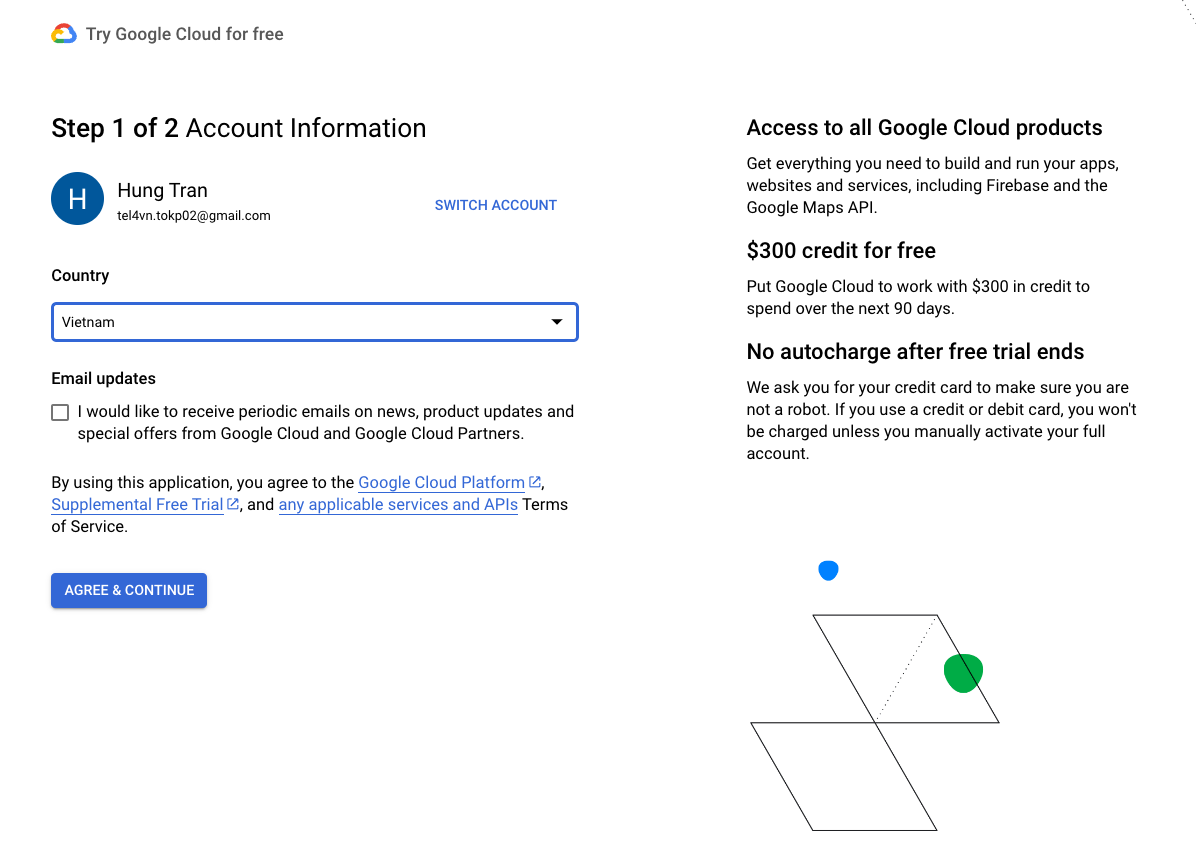 Try Google Cloud for free
Step 1 of 2 Account Information
H
Hung Tran
tel4vn.tokp02@gmail.com
SWITCH ACCOUNT
Country
Vietnam
Email updates
I would like to receive periodic emails on news, product updates and
special offers from Google Cloud and Google Cloud Partners.
By using this application, you agree to the Google Cloud Platform,
Supplemental Free Trial, and any applicable services and APIs Terms
of Service.
AGREE & CONTINUE
Access to all Google Cloud products
Get everything you need to build and run your apps,
websites and services, including Firebase and the
Google Maps API.
$300 credit for free
Put Google Cloud to work with $300 in credit to
spend over the next 90 days.
No autocharge after free trial ends
We ask you for your credit card to make sure you are
not a robot. If you use a credit or debit card, you won't
be charged unless you manually activate your full
account.